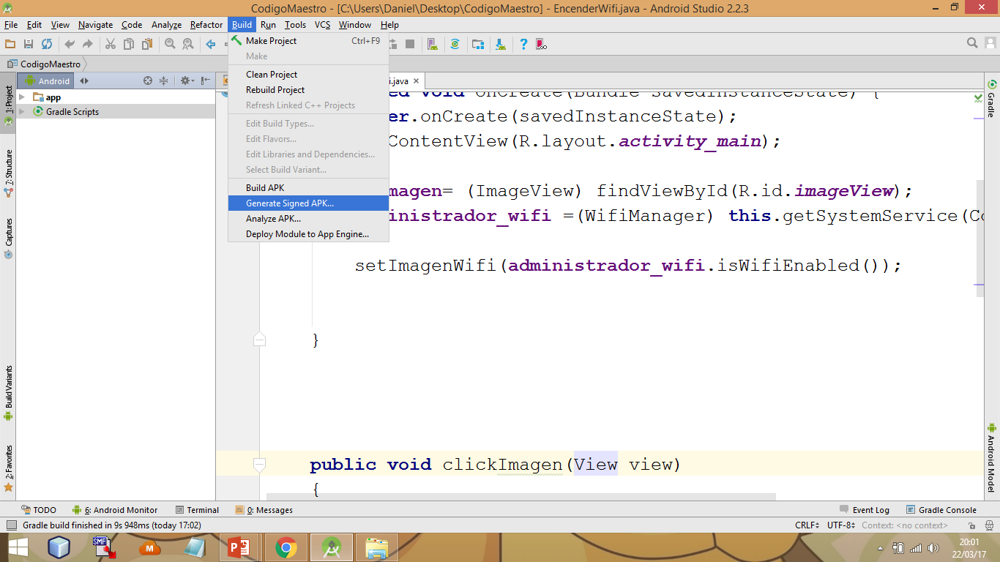 CodigoMaestro - [C:\Users\Daniel\Desktop\CodigoMaestro] - EncenderWifi.java - Android Studio 2.2.3
File Edit View Navigate Code Analyze Refactor Build Run Tools VCS Window Help
CodigoMaestro
Android
app
Gradle Scripts
1: Project
7: Structure
Captures
Build Variants
2: Favorites
Make Project Ctrl+F9
Make
Clean Project
Rebuild Project
Refresh Linked C++ Projects
Edit Build Types...
Edit Flavors...
Edit Libraries and Dependencies...
Select Build Variant...
Build APK
Generate Signed APK...
Analyze APK...
Deploy Module to App Engine...
i.java
ed void onCreate(Bundle savedInstanceState) {
er.onCreate(savedInstanceState);
ContentView(R.layout.activity_main);
magen= (ImageView) findViewById(R.id.imageView);
inistrador_wifi =(WifiManager) this.getSystemService(Co
setImagenWifi(administrador_wifi.isWifiEnabled());
}
public void clickImagen(View view)
{
Gradle
Android Model
TODO 6: Android Monitor Terminal 0: Messages Event Log Gradle Console
Gradle build finished in 9s 948ms (today 17:02) CRLF UTF-8 Context: <no context>
SMF
20:01
22/03/17